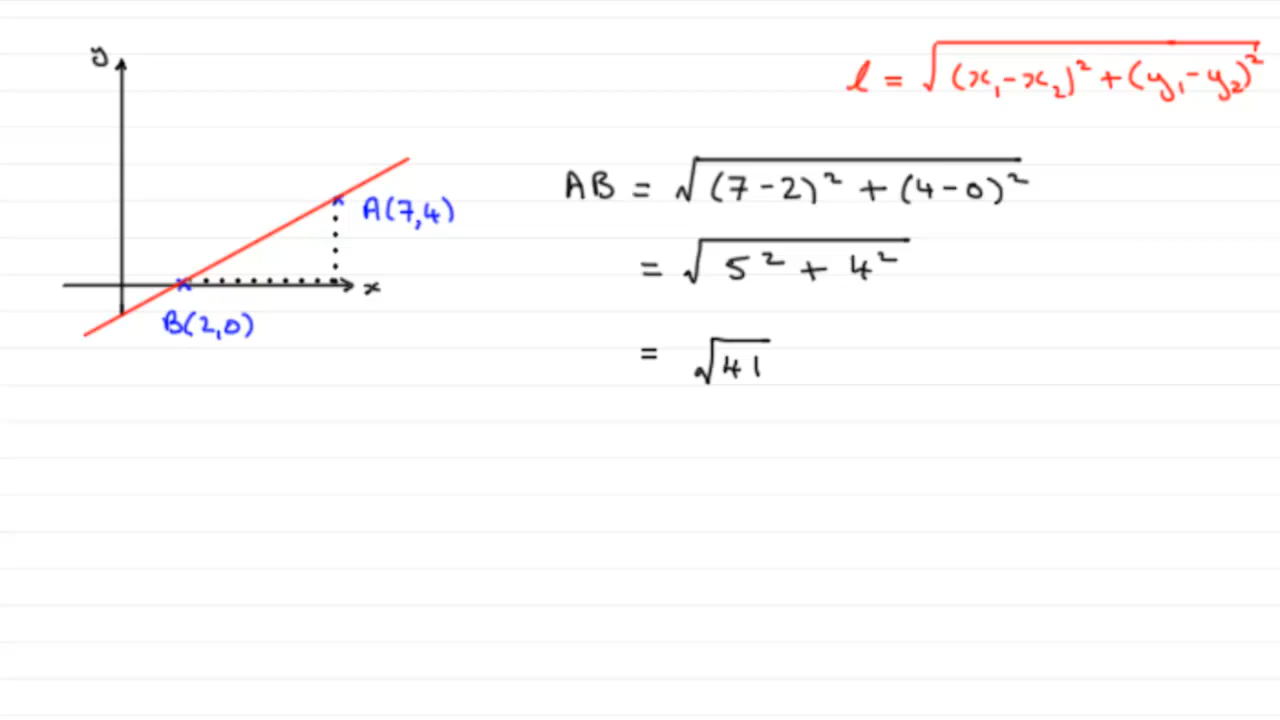 y
l = √(x₁-x₂)² + (y₁-y₂)²
AB = √(7-2)² + (4-0)²
A(7,4)
= √5² + 4²
x
B(2,0)
= √41